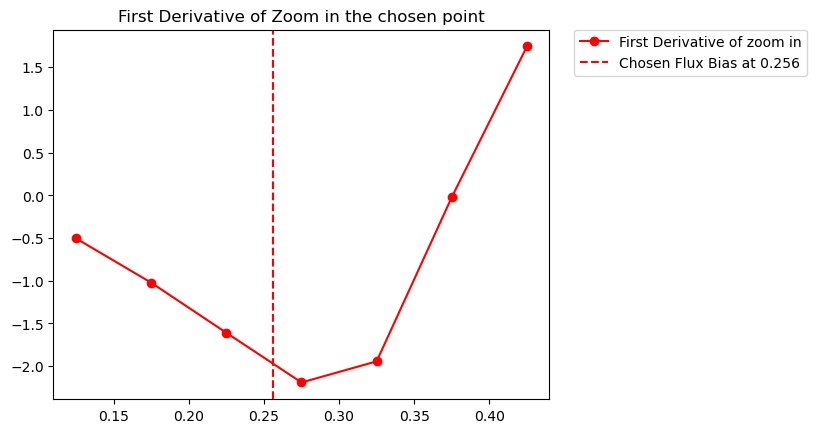 First Derivative of Zoom in the chosen point
First Derivative of zoom in
Chosen Flux Bias at 0.256
1.5
1.0
0.5
0.0
−0.5
−1.0
−1.5
−2.0
0.15 0.20 0.25 0.30 0.35 0.40